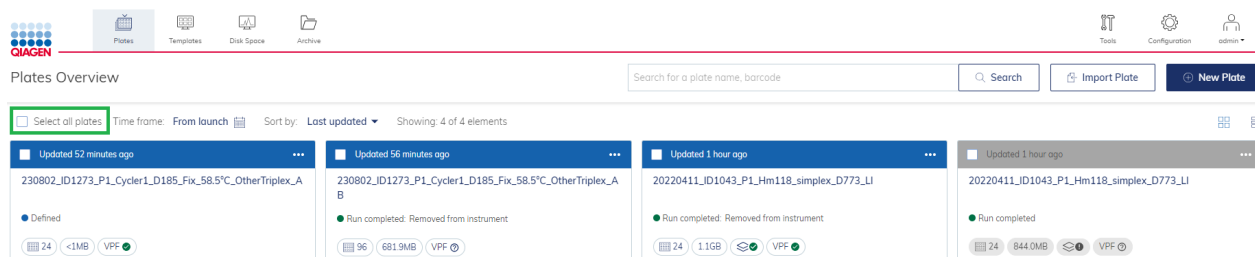 QIAGEN
Plates
Templates
Disk Space
Archive
Tools
Configuration
admin
Plates Overview
Search for a plate name, barcode
Search
Import Plate
New Plate
Select all plates
Time frame: From launch
Sort by: Last updated
Showing: 4 of 4 elements
Updated 52 minutes ago
230802_ID1273_P1_Cycler1_D185_Fix_58.5°C_OtherTriplex_A
Defined
24 <1MB VPF
Updated 56 minutes ago
230802_ID1273_P1_Cycler1_D185_Fix_58.5°C_OtherTriplex_A
B
Run completed: Removed from instrument
96 681.9MB VPF
Updated 1 hour ago
20220411_ID1043_P1_Hm118_simplex_D773_LI
Run completed: Removed from instrument
24 1.1GB VPF
Updated 1 hour ago
20220411_ID1043_P1_Hm118_simplex_D773_LI
Run completed
24 844.0MB VPF